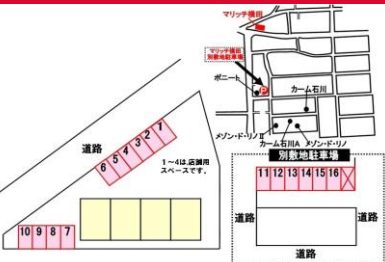 マリッチ横田
マリッチ横田
別敷地駐車場
P
ボニート
カーム石川
メゾン・ド・リノⅡ
カーム石川A
メゾン・ド・リノ
道路
6 5 4 3 2 1
1～4は店舗用
スペースです。
10 9 8 7
別敷地駐車場
11 12 13 14 15 16
道路
道路
道路